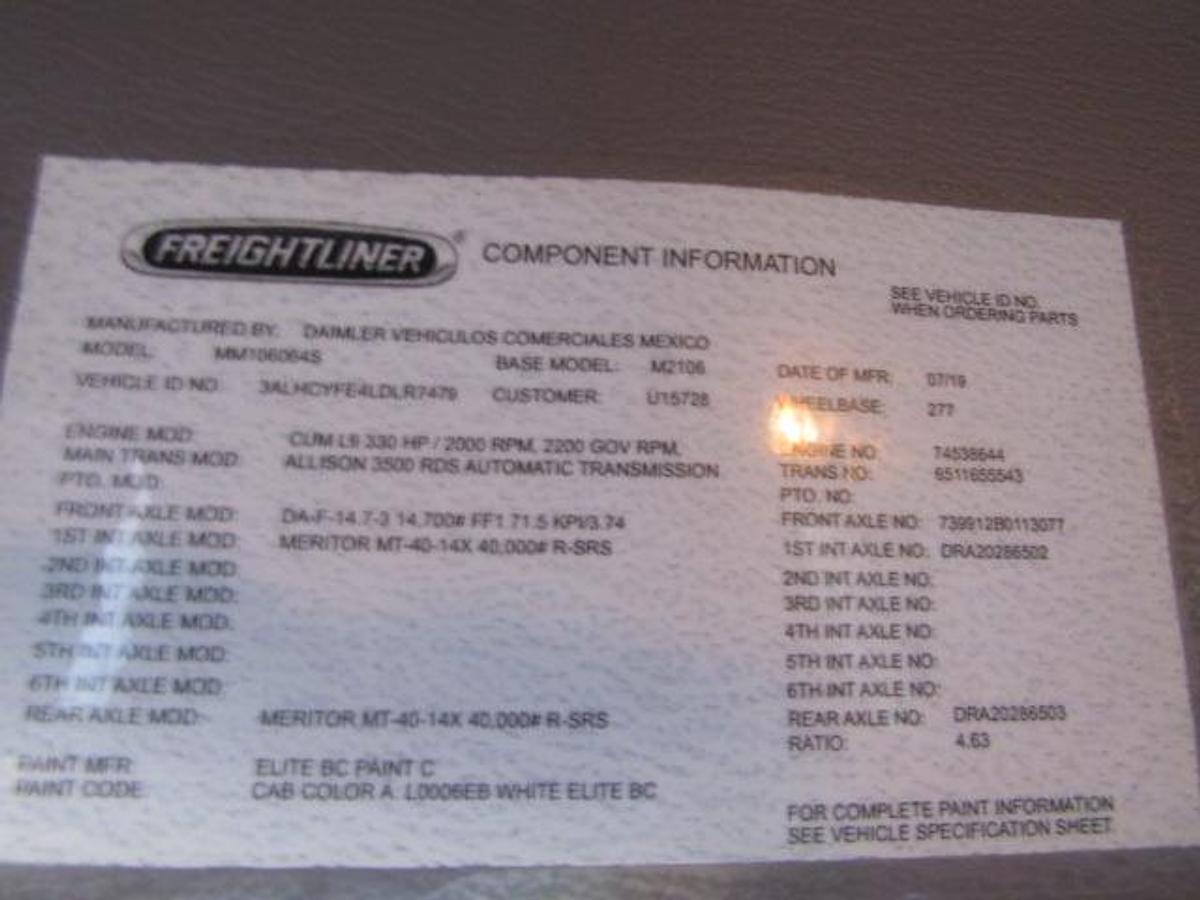 FREIGHTLINER® COMPONENT INFORMATION
SEE VEHICLE ID NO.
WHEN ORDERING PARTS
MANUFACTURED BY: DAIMLER VEHICULOS COMERCIALES MEXICO
MODEL: MM106064S BASE MODEL: M2106 DATE OF MFR: 07/19
VEHICLE ID NO. 3ALHCYFE4LDLR7479 CUSTOMER: U15728 WHEELBASE: 277
ENGINE MOD: CUM L9 330 HP / 2000 RPM, 2200 GOV RPM, ENGINE NO: 74538644
MAIN TRANS MOD: ALLISON 3500 RDS AUTOMATIC TRANSMISSION TRANS NO: 6511655543
PTO. MOD: PTO. NO:
FRONT AXLE MOD: DA-F-14.7-3 14,700# FF1 71.5 KPI/3.74 FRONT AXLE NO: 739912B0113077
1ST INT AXLE MOD: MERITOR MT-40-14X 40,000# R-SRS 1ST INT AXLE NO: DRA20286502
2ND INT AXLE MOD: 2ND INT AXLE NO:
3RD INT AXLE MOD: 3RD INT AXLE NO:
4TH INT AXLE MOD: 4TH INT AXLE NO:
5TH INT AXLE MOD: 5TH INT AXLE NO:
6TH INT AXLE MOD: 6TH INT AXLE NO:
REAR AXLE MOD: MERITOR MT-40-14X 40,000# R-SRS REAR AXLE NO: DRA20286503
RATIO: 4.63
PAINT MFR: ELITE BC PAINT C
PAINT CODE: CAB COLOR A: L0006EB WHITE ELITE BC
FOR COMPLETE PAINT INFORMATION
SEE VEHICLE SPECIFICATION SHEET